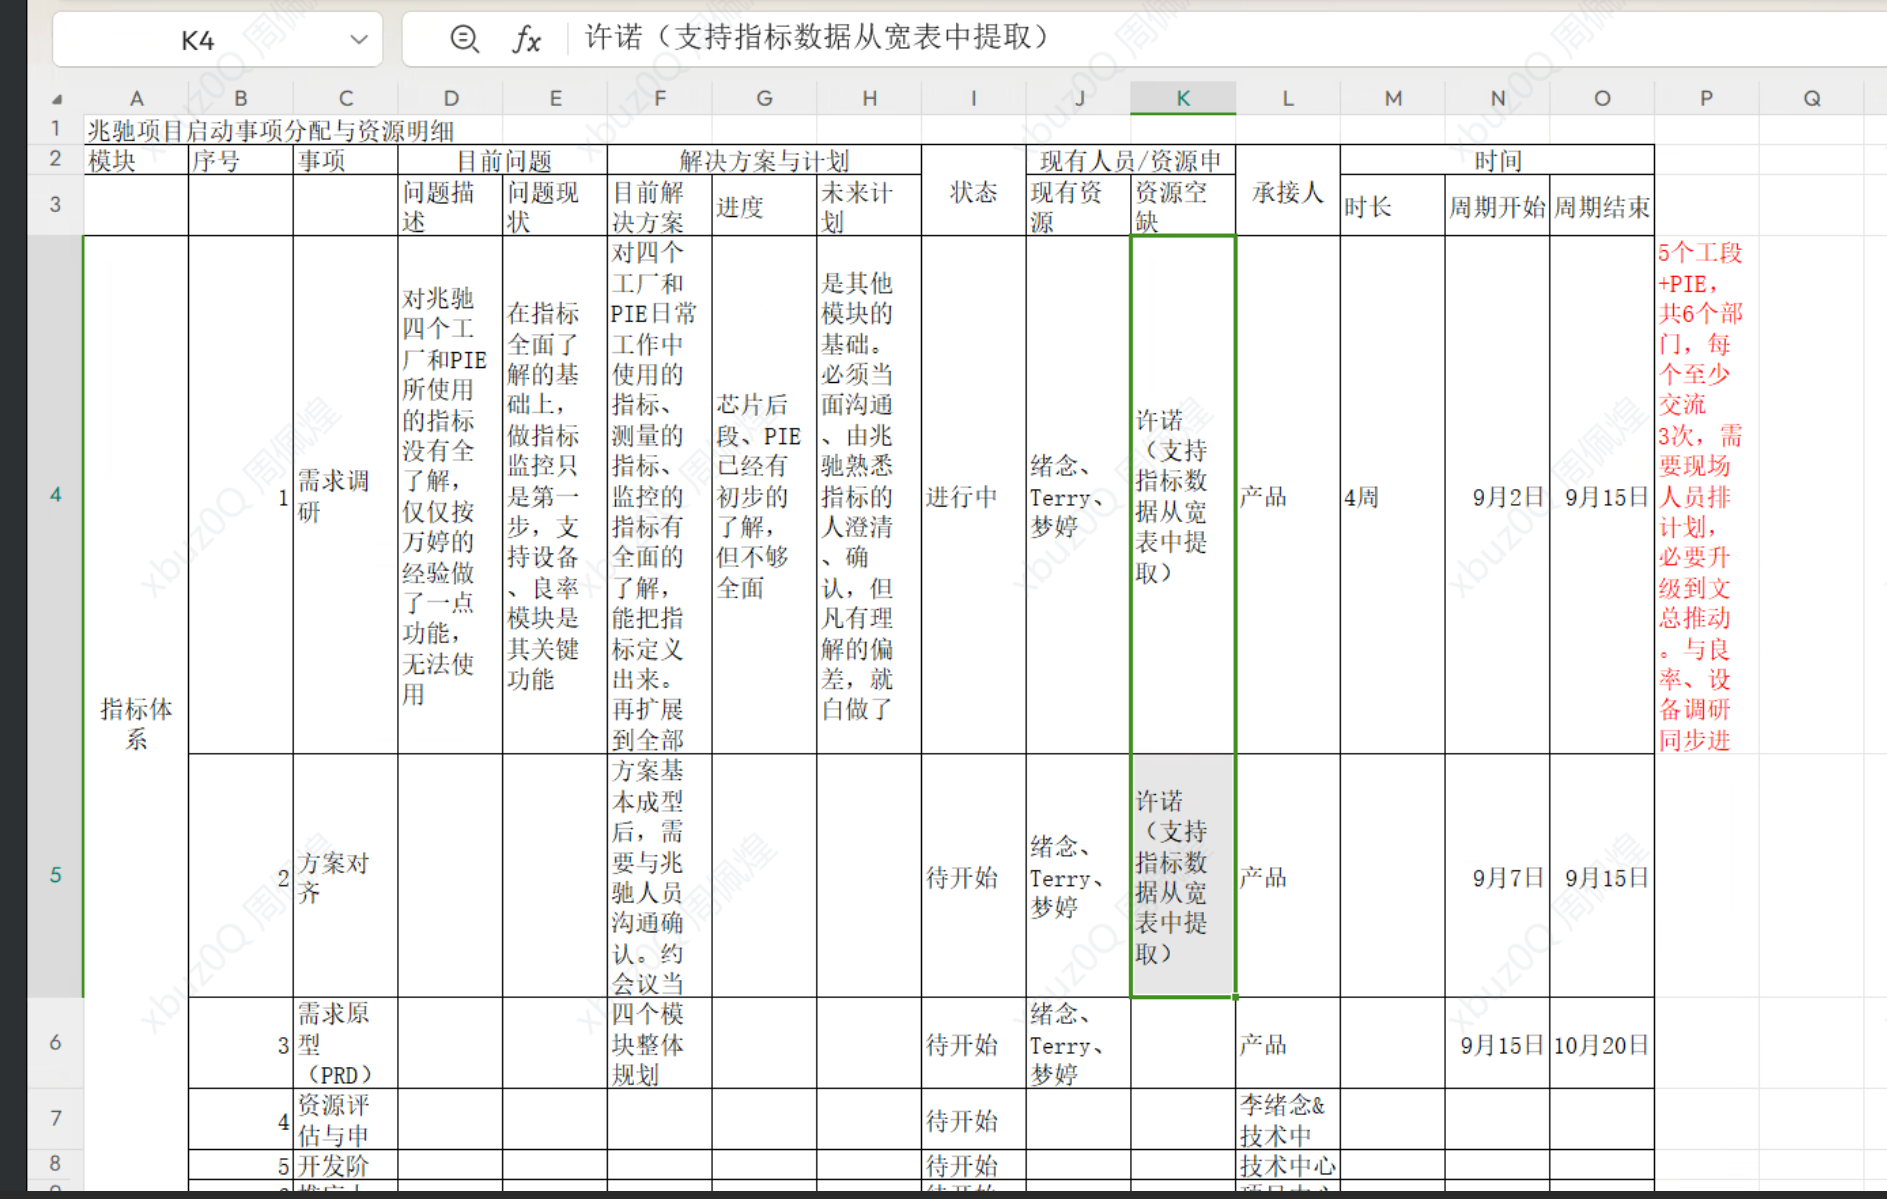 K4
fx
许诺（支持指标数据从宽表中提取）
A B C D E F G H I J K L M N O P Q
1
兆驰项目启动事项分配与资源明细
2
模块
序号
事项
目前问题
解决方案与计划
状态
现有人员/资源申
承接人
时间
3
问题描
述
问题现
状
目前解
决方案
进度
未来计
划
现有资
源
资源空
缺
时长
周期开始
周期结束
4
指标体
系
1
需求调
研
对兆驰
四个工
厂和PIE
所使用
的指标
没有全
了解，
仅仅按
万婷的
经验做
了一点
功能，
无法使
用
在指标
全面了
解的基
础上，
做指标
监控只
是第一
步，支
持设备
、良率
模块是
其关键
功能
对四个
工厂和
PIE日常
工作中
使用的
指标、
测量的
指标、
监控的
指标有
全面的
了解，
能把指
标定义
出来。
再扩展
到全部
芯片后
段、PIE
已经有
初步的
了解，
但不够
全面
是其他
模块的
基础。
必须当
面沟通
、由兆
驰熟悉
指标的
人澄清
、确
认，但
凡有理
解的偏
差，就
白做了
进行中
绪念、
Terry、
梦婷
许诺
（支持
指标数
据从宽
表中提
取）
产品
4周
9月2日
9月15日
5个工段
+PIE，
共6个部
门，每
个至少
交流
3次，需
要现场
人员排
计划，
必要升
级到文
总推动
。与良
率、设
备调研
同步进
5
2
方案对
齐
方案基
本成型
后，需
要与兆
驰人员
沟通确
认。约
会议当
待开始
绪念、
Terry、
梦婷
许诺
（支持
指标数
据从宽
表中提
取）
产品
9月7日
9月15日
6
3
需求原
型
（PRD）
四个模
块整体
规划
待开始
绪念、
Terry、
梦婷
产品
9月15日
10月20日
7
4
资源评
估与申
待开始
李绪念&
技术中
8
5
开发阶
待开始
技术中心
xbuz0Q 周佩煌